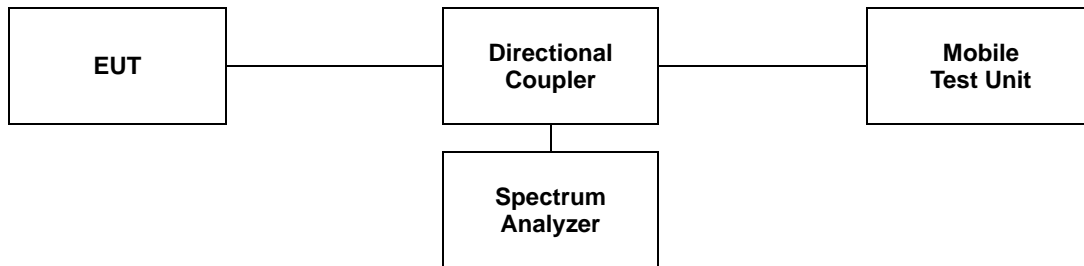 EUT
Directional
Coupler
Mobile
Test Unit
Spectrum
Analyzer